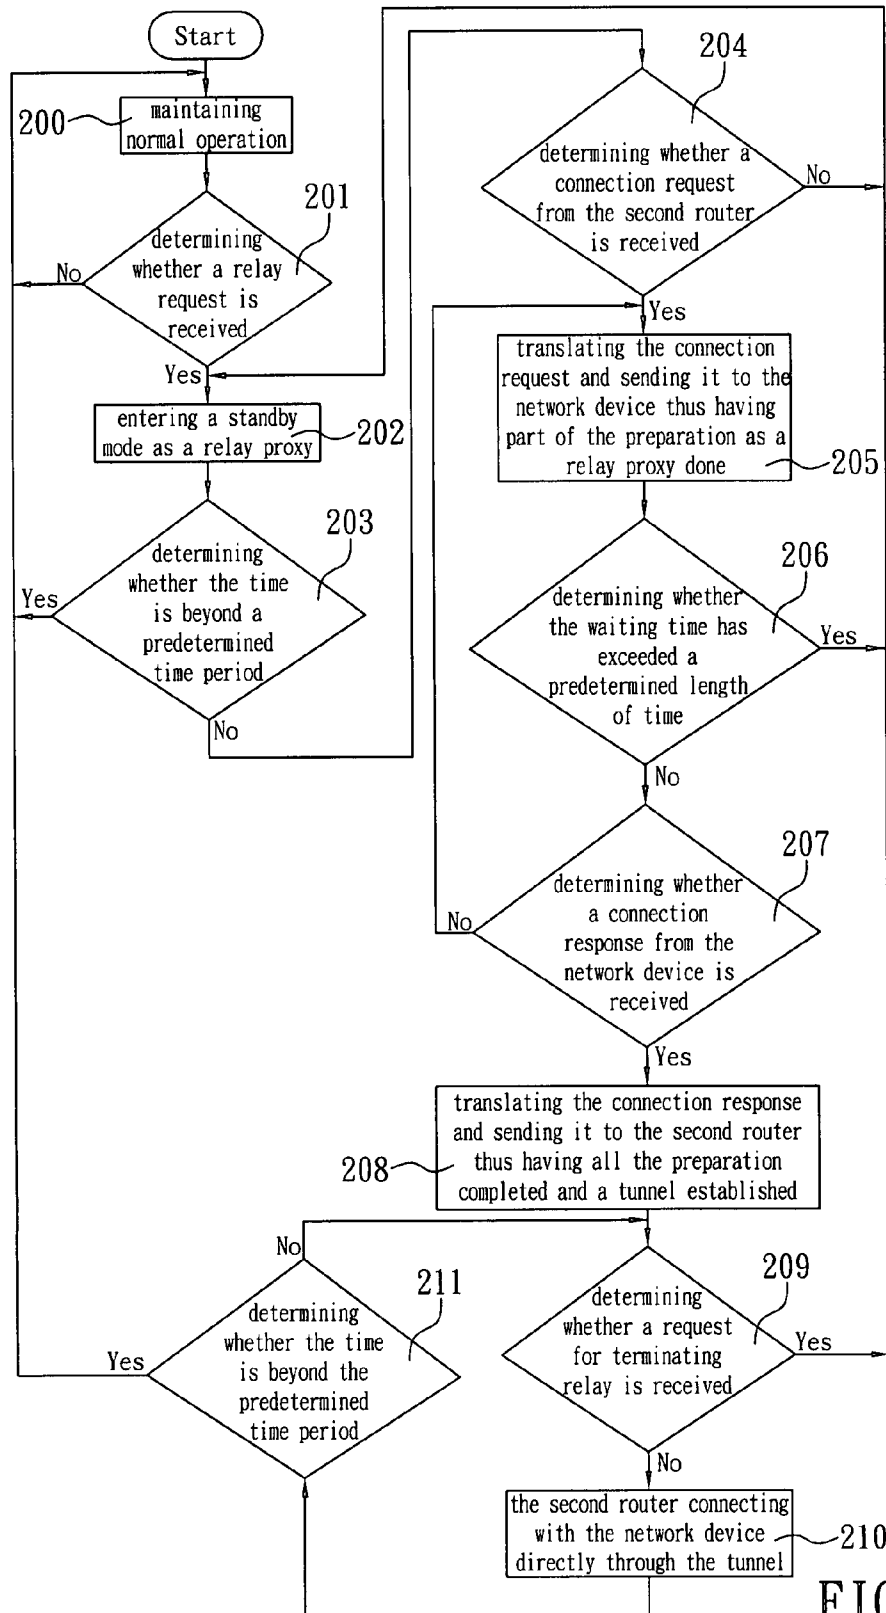 Start
200
maintaining
normal operation
201
determining
whether a relay
request is
received
No
Yes
entering a standby
mode as a relay proxy
202
203
determining
whether the time
is beyond a
predetermined
time period
Yes
No
204
determining whether a
connection request
from the second router
is received
No
Yes
translating the connection
request and sending it to the
network device thus having
part of the preparation as a
relay proxy done
205
206
determining whether
the waiting time has
exceeded a
predetermined length
of time
Yes
No
207
determining whether
a connection
response from the
network device is
received
No
Yes
translating the connection response
and sending it to the second router
thus having all the preparation
completed and a tunnel established
208
209
determining
whether a request
for terminating
relay is received
Yes
No
the second router connecting
with the network device
directly through the tunnel
210
211
determining
whether the time
is beyond the
predetermined
time period
No
Yes